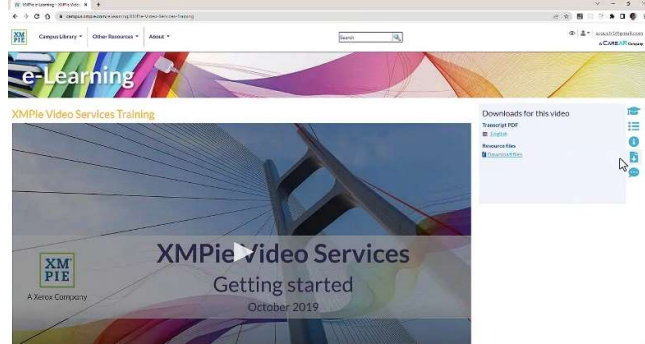 XMPie e-Learning - XMPie Video
campus.xmpie.com/e-learning/XMPie-Video-Services-Training
XM
PIE
Campus Library
Other Resources
About
Search
A CAREAR Company
e-Learning
XMPie Video Services Training
XM
PIE
A Xerox Company
XMPie Video Services
Getting started
October 2019
Downloads for this video
Transcript PDF
English
Resource files
Download files